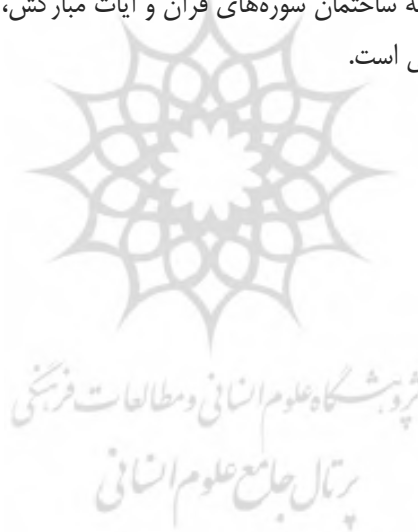 ه ساختمان سوره‌های قرآن و آیات مبارکش،
ی است.
پژوهشگاه علوم انسانی و مطالعات فرهنگی
پرتال جامع علوم انسانی